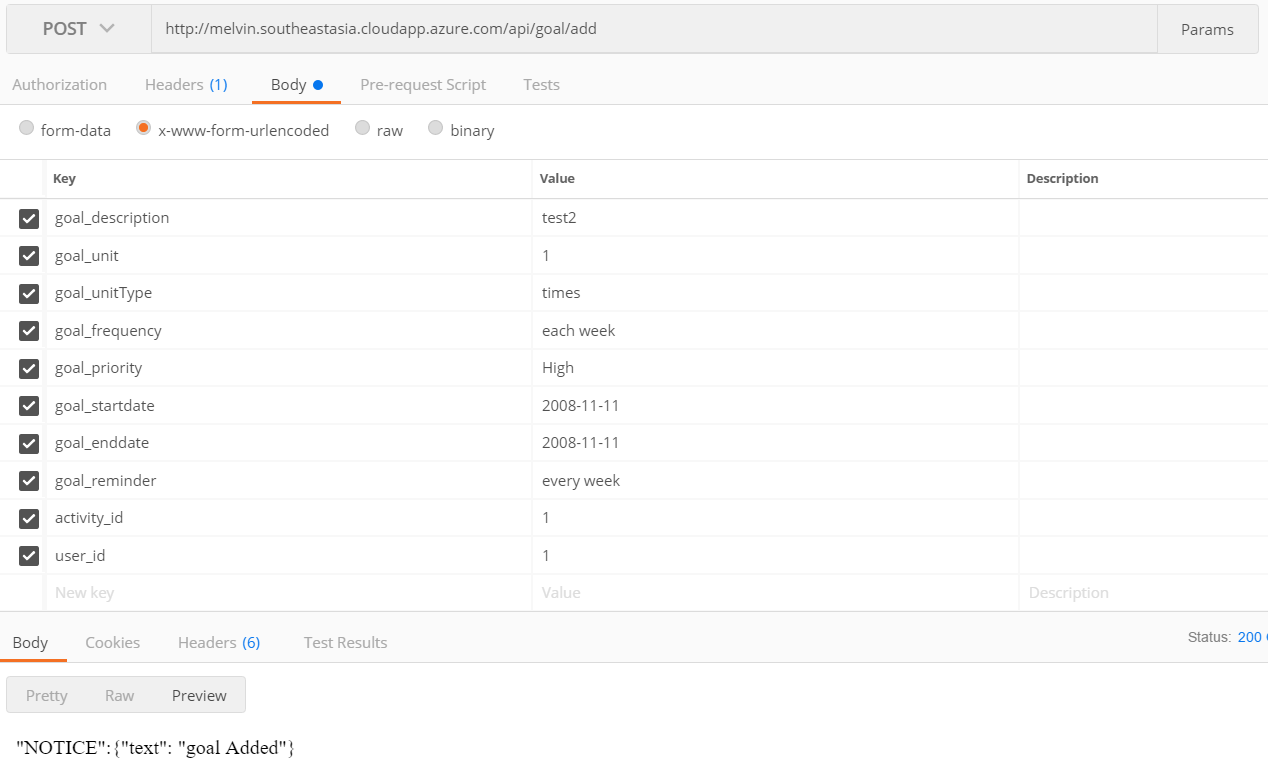 POST http://melvin.southeastasia.cloudapp.azure.com/api/goal/add Params
Authorization Headers (1) Body Pre-request Script Tests
form-data x-www-form-urlencoded raw binary
Key Value Description
goal_description test2
goal_unit 1
goal_unitType times
goal_frequency each week
goal_priority High
goal_startdate 2008-11-11
goal_enddate 2008-11-11
goal_reminder every week
activity_id 1
user_id 1
New key Value Description
Body Cookies Headers (6) Test Results Status: 200
Pretty Raw Preview
"NOTICE":{"text": "goal Added"}